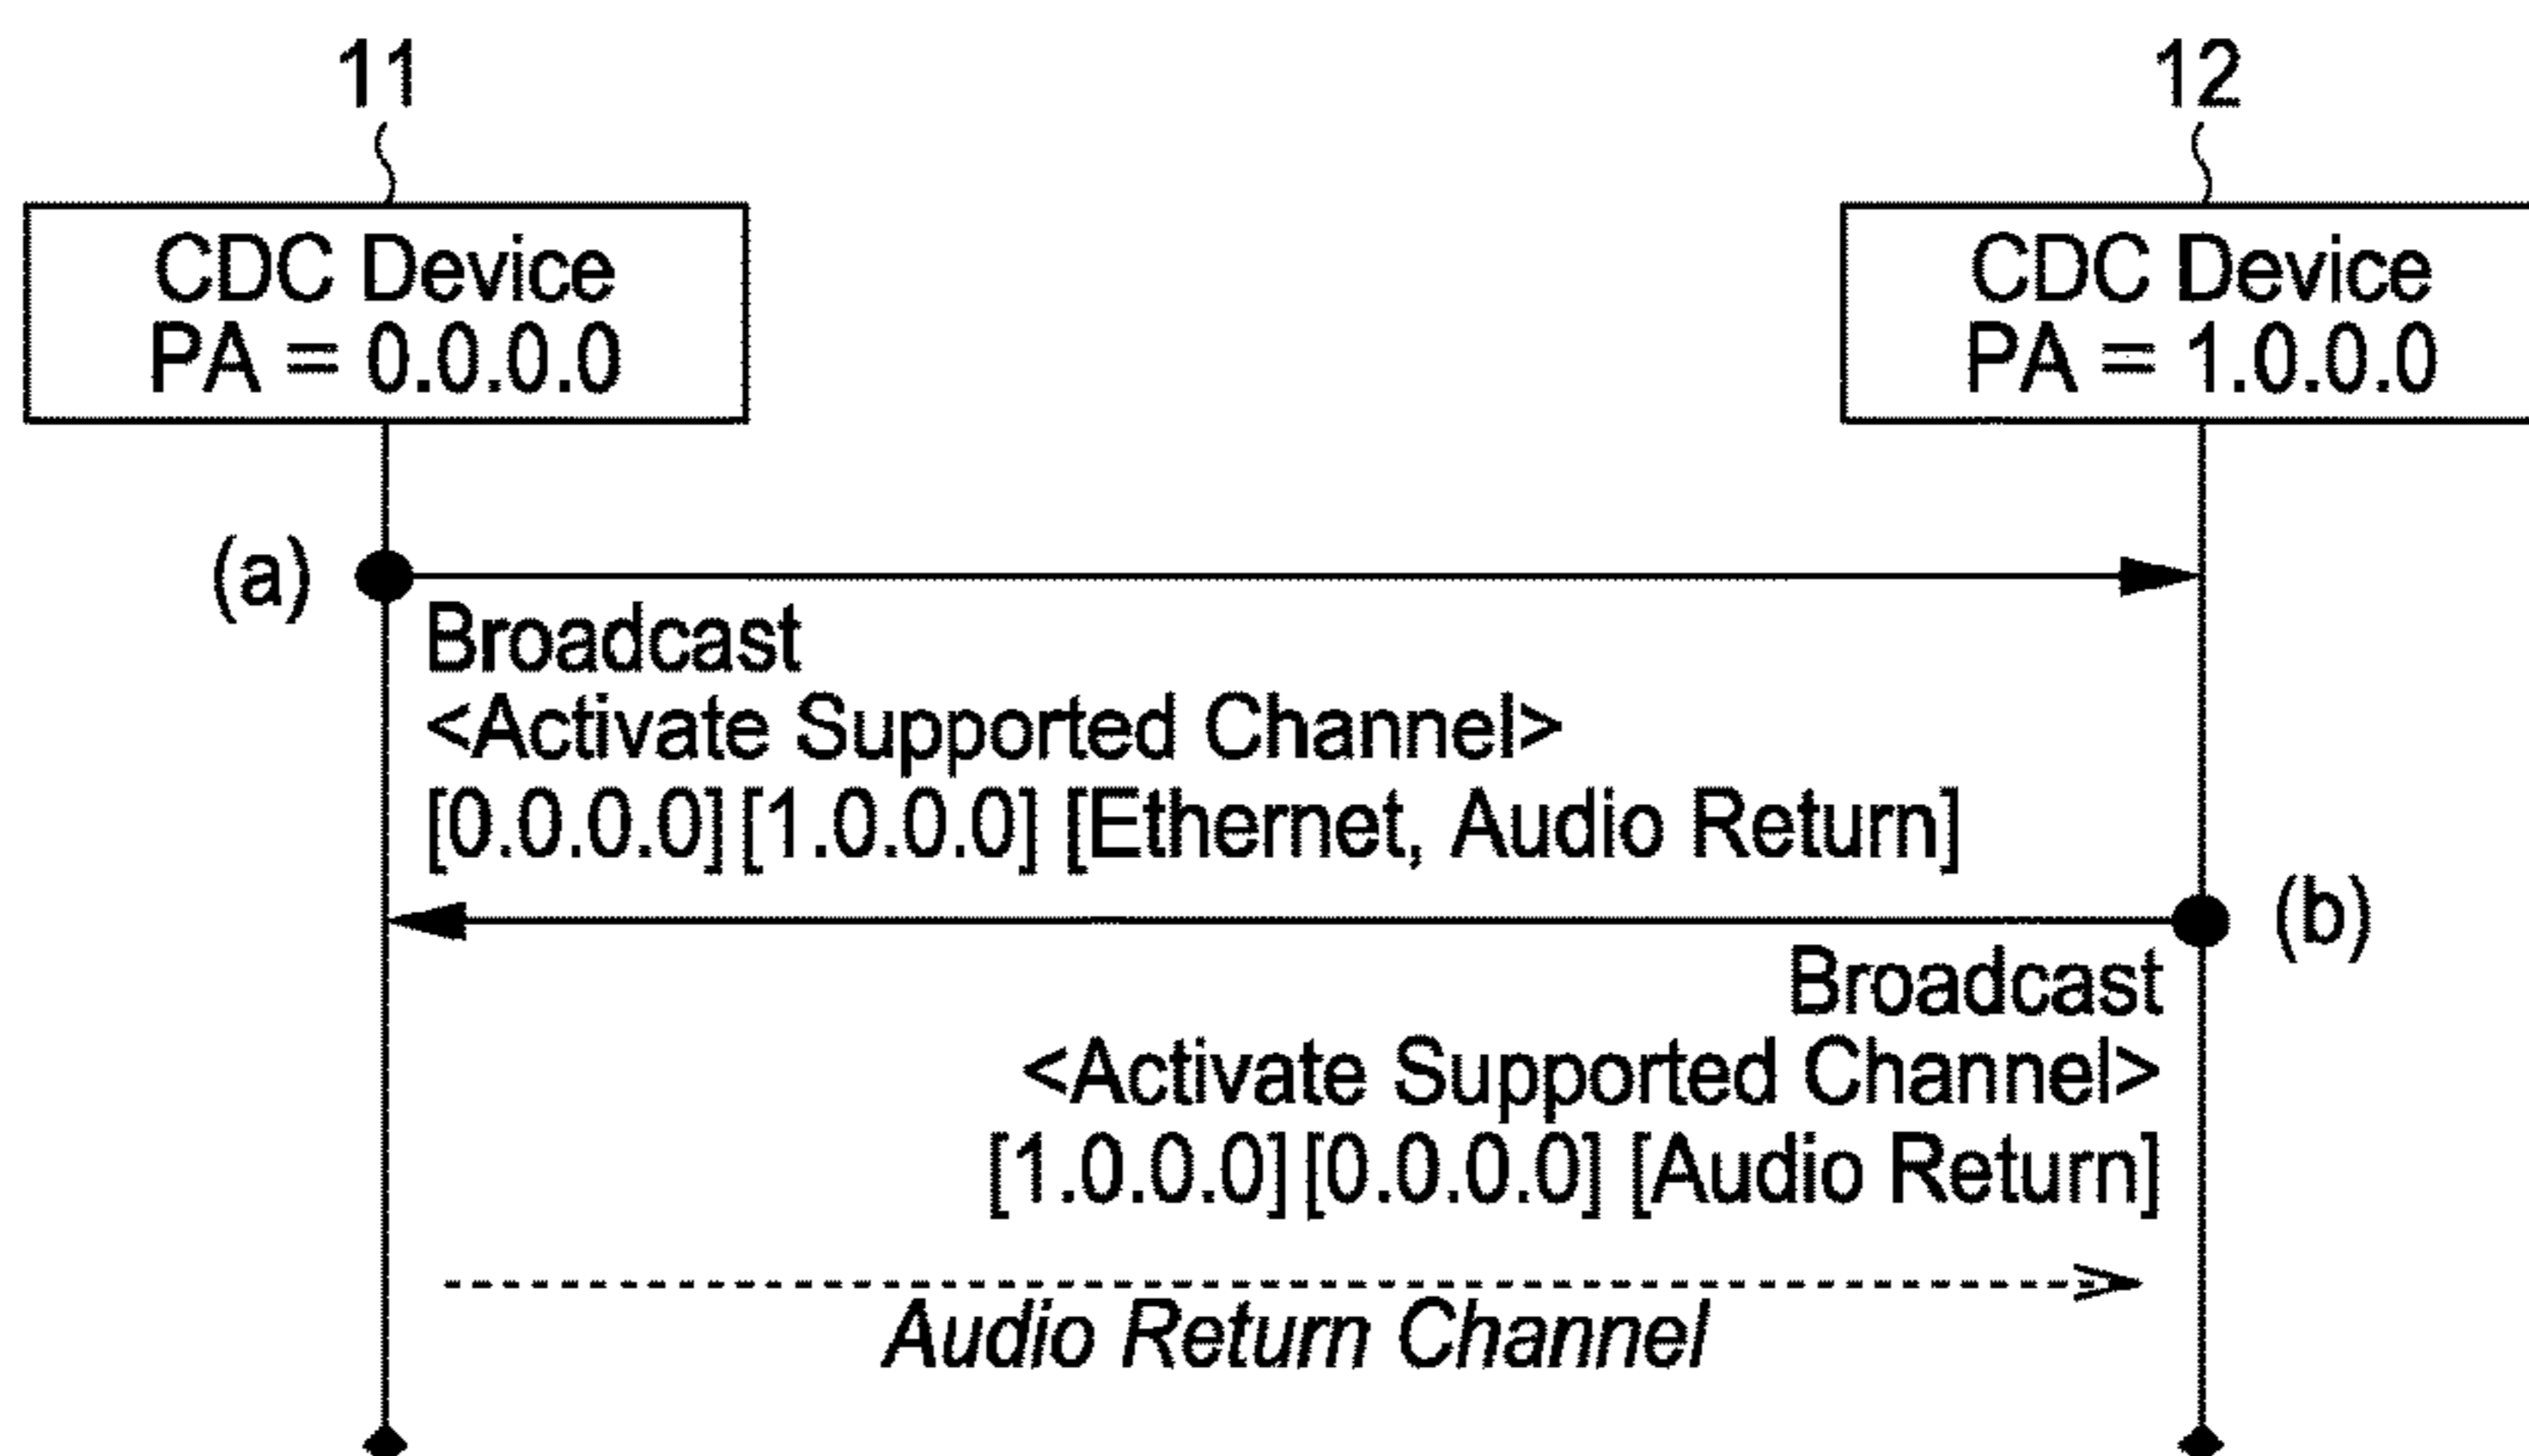 11
12
CDC Device
PA = 0.0.0.0
CDC Device
PA = 1.0.0.0
(a)
Broadcast
<Activate Supported Channel>
[0.0.0.0] [1.0.0.0] [Ethernet, Audio Return]
(b)
Broadcast
<Activate Supported Channel>
[1.0.0.0] [0.0.0.0] [Audio Return]
Audio Return Channel